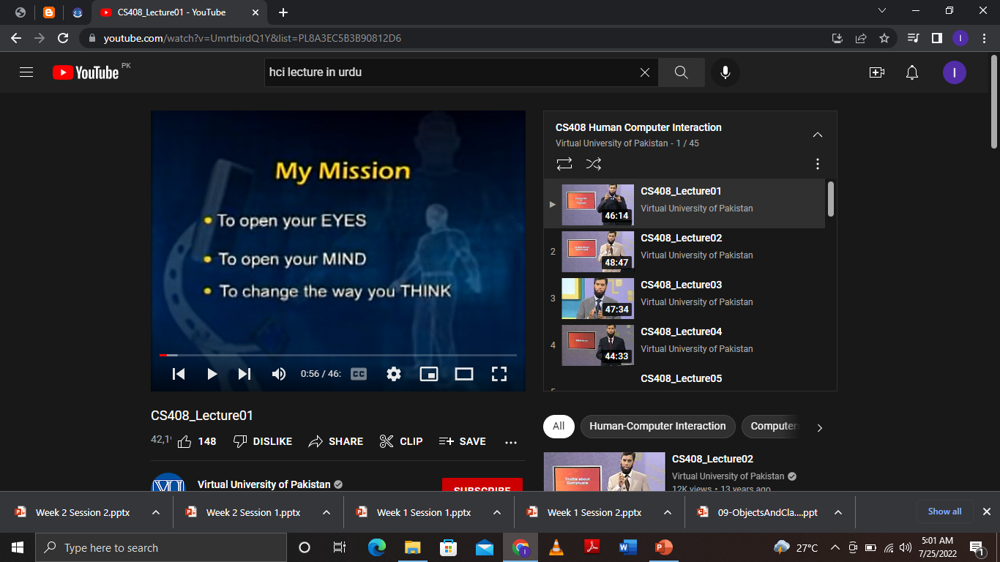 CS408_Lecture01 - YouTube
youtube.com/watch?v=UmrtbirdQ1Y&list=PL8A3EC5B3B90812D6
I
YouTube PK
hci lecture in urdu
I
My Mission
To open your EYES
To open your MIND
To change the way you THINK
0:56 / 46:
CC
CS408 Human Computer Interaction
Virtual University of Pakistan - 1 / 45
CS408_Lecture01
Virtual University of Pakistan
46:14
2
CS408_Lecture02
Virtual University of Pakistan
48:47
3
CS408_Lecture03
Virtual University of Pakistan
47:34
4
CS408_Lecture04
Virtual University of Pakistan
44:33
CS408_Lecture05
CS408_Lecture01
148 DISLIKE SHARE CLIP SAVE
Virtual University of Pakistan
SUBSCRIBE
All Human-Computer Interaction
Truths about
Computers
CS408_Lecture02
Virtual University of Pakistan
12K views • 13 years ago
Week 2 Session 2.pptx
Week 2 Session 1.pptx
Week 1 Session 1.pptx
Week 1 Session 2.pptx
09-ObjectsAndCla....ppt
Show all
Type here to search
27°C
5:01 AM
7/25/2022
1